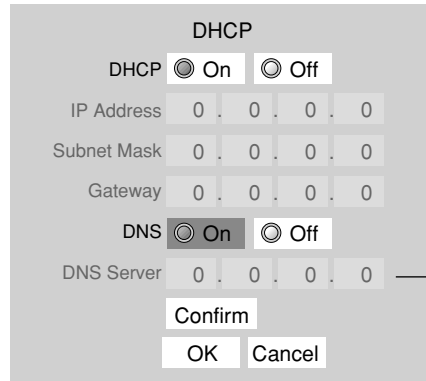 DHCP
DHCP On Off
IP Address 0 . 0 . 0 . 0
Subnet Mask 0 . 0 . 0 . 0
Gateway 0 . 0 . 0 . 0
DNS On Off
DNS Server 0 . 0 . 0 . 0
Confirm
OK Cancel